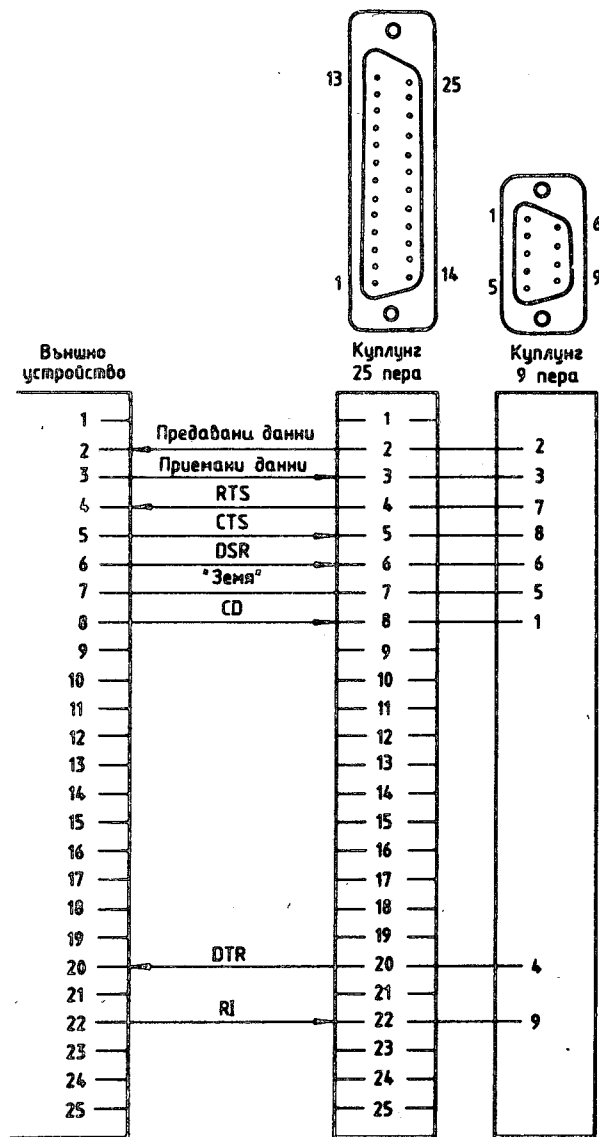 13 25
1 6
1 14
5 9
Външно
устройство
Куплунг
25 пера
Куплунг
9 пера
1 1
2 Предавани данни 2 2
3 Приемани данни 3 3
4 RTS 4 7
5 CTS 5 8
6 DSR 6 6
7 "Земя" 7 5
8 CD 8 1
9 9
10 10
11 11
12 12
13 13
14 14
15 15
16 16
17 17
18 18
19 19
20 DTR 20 4
21 21
22 RI 22 9
23 23
24 24
25 25